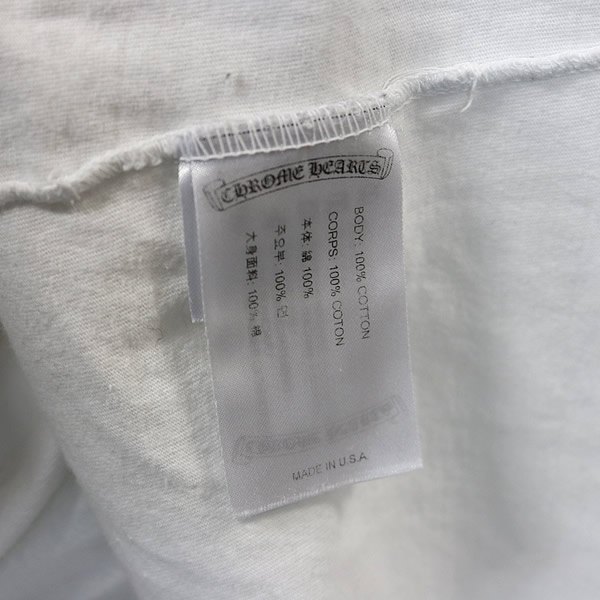 CHROME HEARTS
BODY: 100% COTTON
CORPS: 100% COTON
本体: 綿 100%
주요부: 100% 면
大身面料: 100% 棉
MADE IN U.S.A.